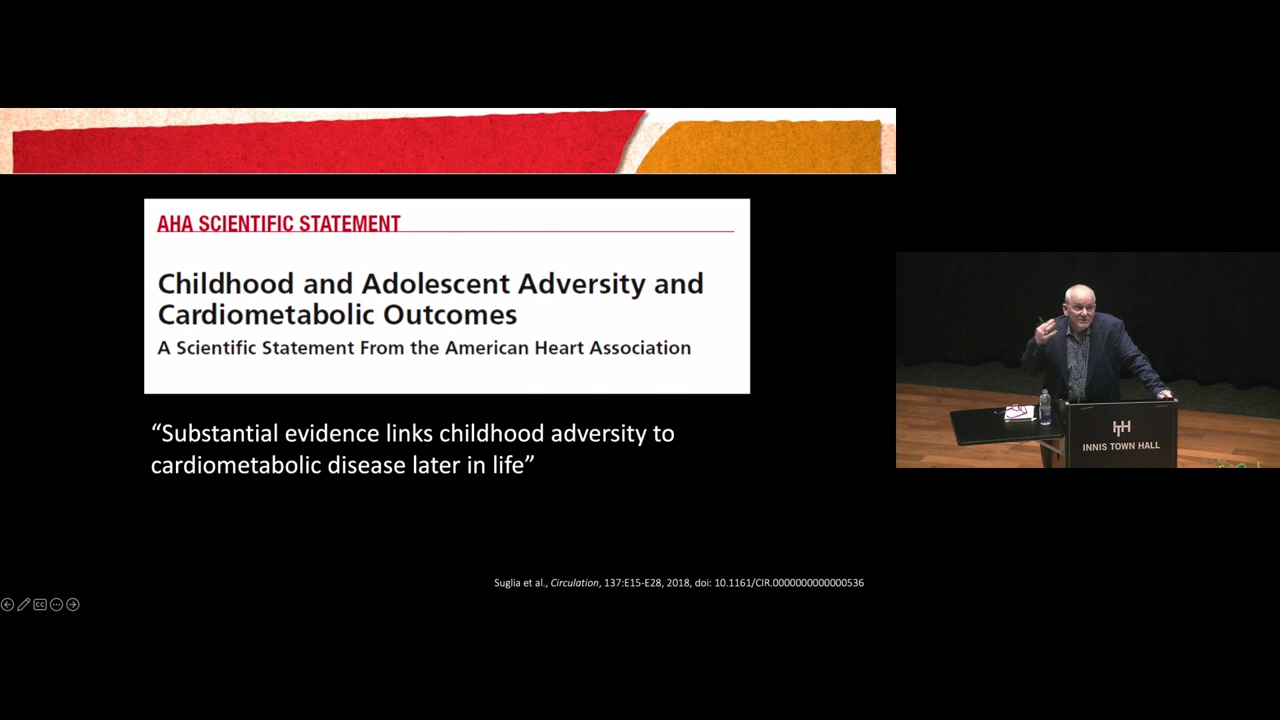 AHA SCIENTIFIC STATEMENT
Childhood and Adolescent Adversity and
Cardiometabolic Outcomes
A Scientific Statement From the American Heart Association
“Substantial evidence links childhood adversity to
cardiometabolic disease later in life”
Suglia et al., Circulation, 137:E15-E28, 2018, doi: 10.1161/CIR.0000000000000536
CC
INNIS TOWN HALL